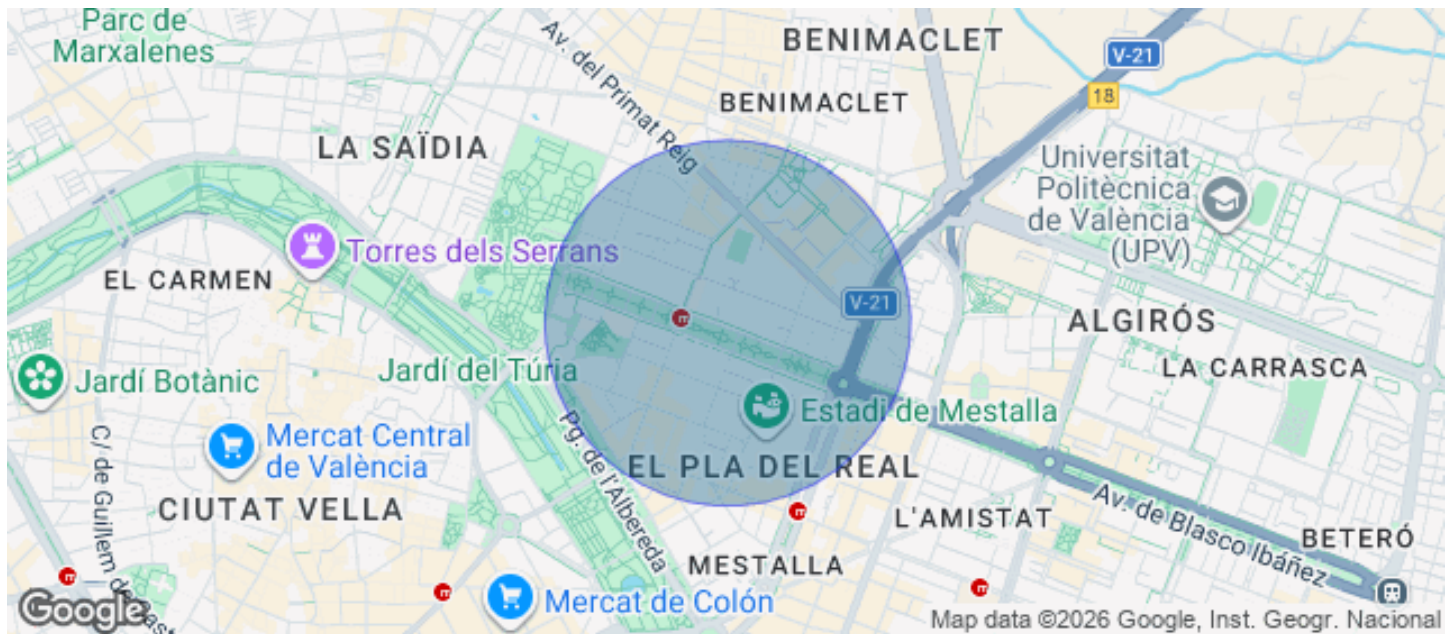 Parc de
Marxalenes
BENIMACLET
V-21
18
Av. del Primat Reig
BENIMACLET
LA SAÏDIA
Universitat
Politècnica
de València
(UPV)
Torres dels Serrans
EL CARMEN
V-21
ALGIRÓS
LA CARRASCA
Jardí Botànic
Jardí del Túria
Estadi de Mestalla
Mercat Central
de València
C/ de Guillem de
Pg. de l'Albereda
EL PLA DEL REAL
CIUTAT VELLA
L'AMISTAT
Av. de Blasco Ibáñez
BETERÓ
MESTALLA
Mercat de Colón
Google
Map data ©2026 Google, Inst. Geogr. Nacional